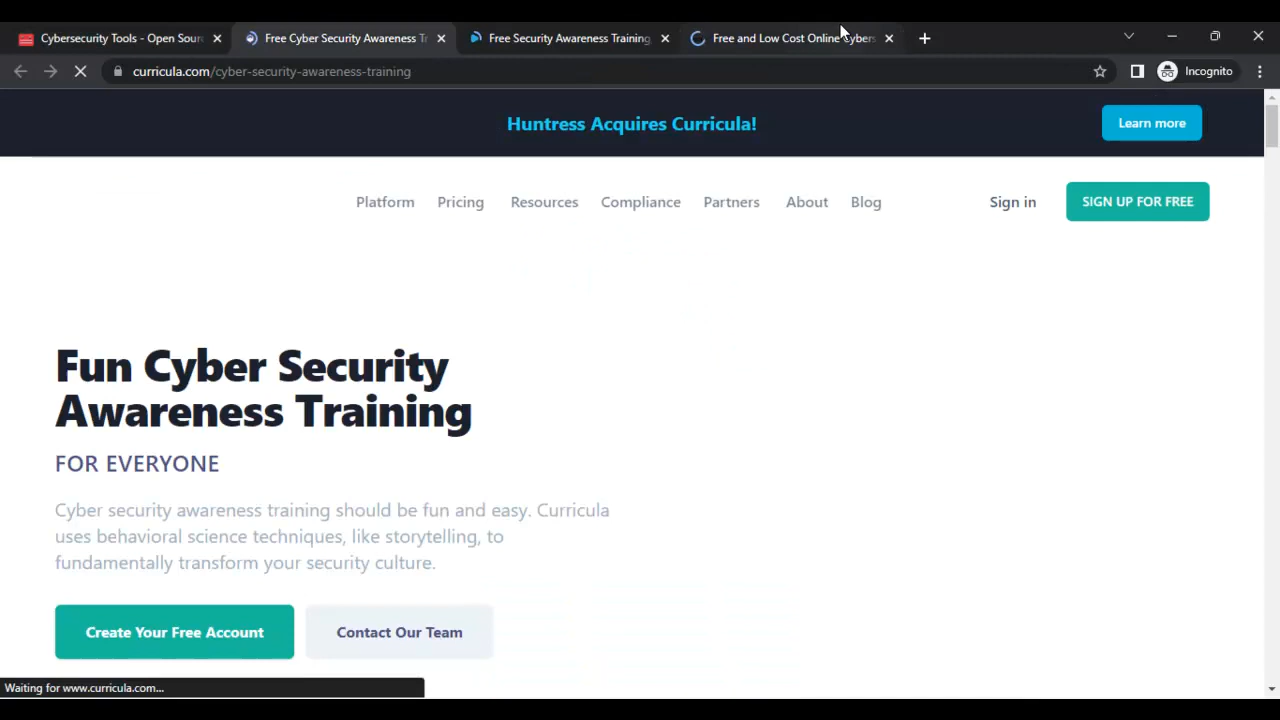 Cybersecurity Tools - Open Sour
Free Cyber Security Awareness Tr
Free Security Awareness Training,
Free and Low Cost Online Cybers
curricula.com/cyber-security-awareness-training
Incognito
Huntress Acquires Curricula!
Learn more
Platform
Pricing
Resources
Compliance
Partners
About
Blog
Sign in
SIGN UP FOR FREE
Fun Cyber Security
Awareness Training
FOR EVERYONE
Cyber security awareness training should be fun and easy. Curricula
uses behavioral science techniques, like storytelling, to
fundamentally transform your security culture.
Create Your Free Account
Contact Our Team
Waiting for www.curricula.com...